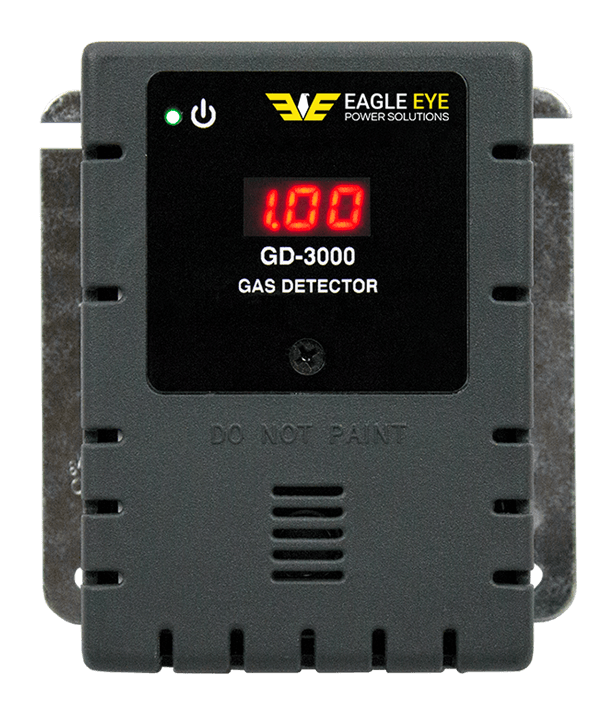 EAGLE EYE
POWER SOLUTIONS
1.00
GD-3000
GAS DETECTOR
DO NOT PAINT